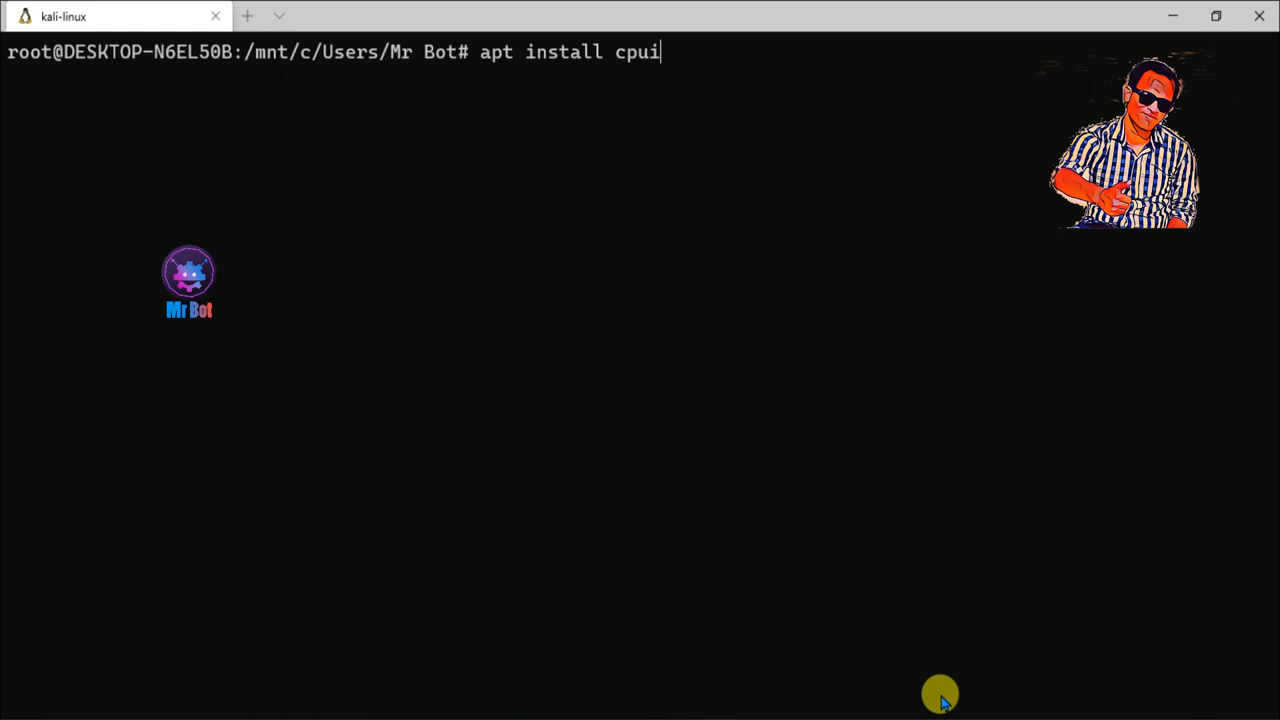 kali-linux
root@DESKTOP-N6EL50B:/mnt/c/Users/Mr Bot# apt install cpui
Mr Bot